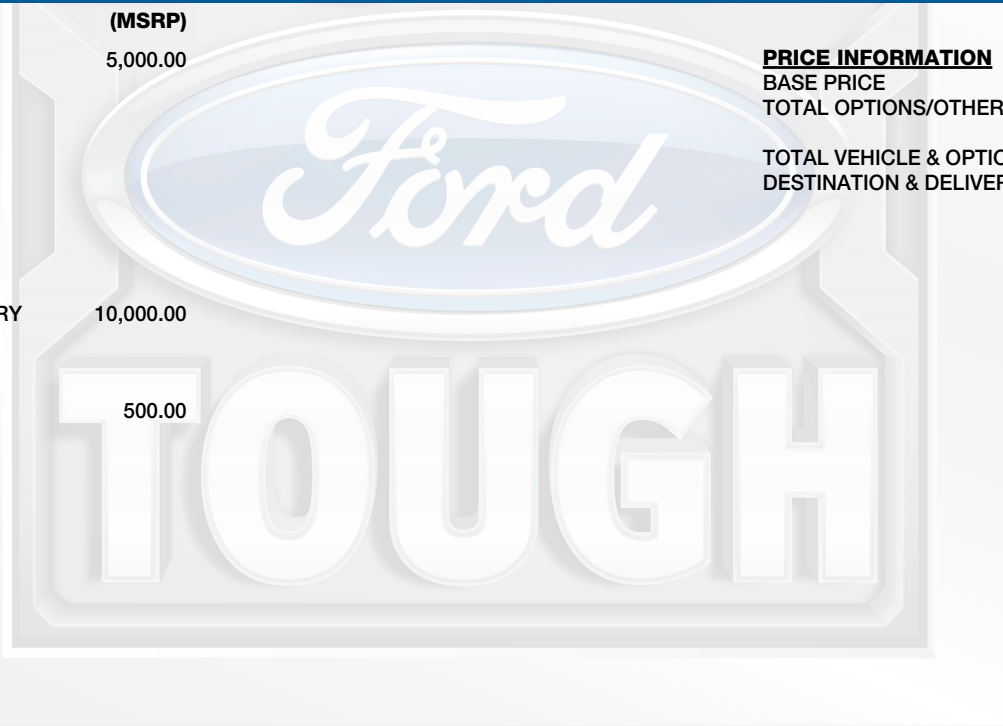 (MSRP)
5,000.00
PRICE INFORMATION
BASE PRICE
TOTAL OPTIONS/OTHER
TOTAL VEHICLE & OPTIO
DESTINATION & DELIVER
Ford
RY 10,000.00
500.00
TOUGH